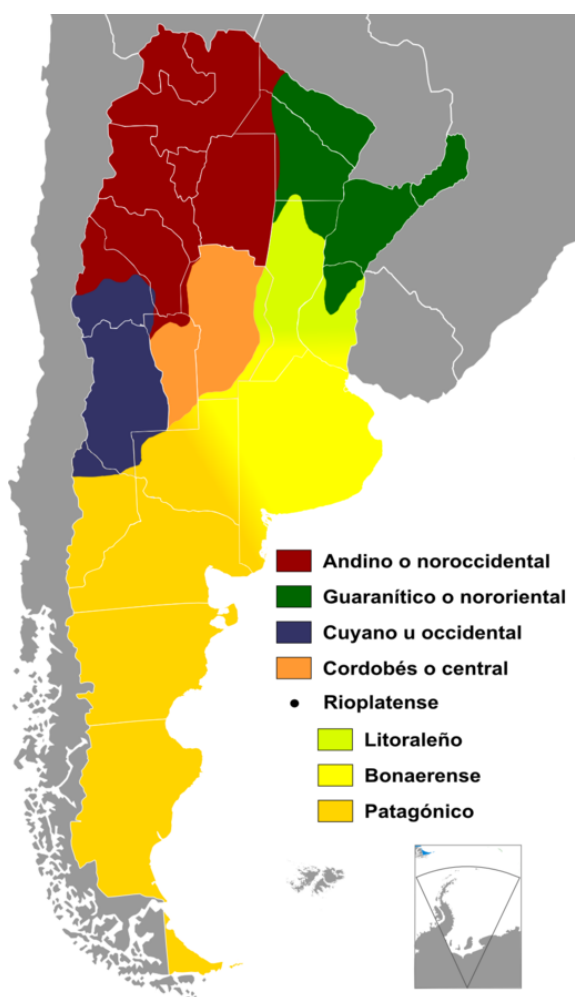 Andino o noroccidental
Guaranítico o nororiental
Cuyano u occidental
Cordobés o central
Rioplatense
Litoraleño
Bonaerense
Patagónico